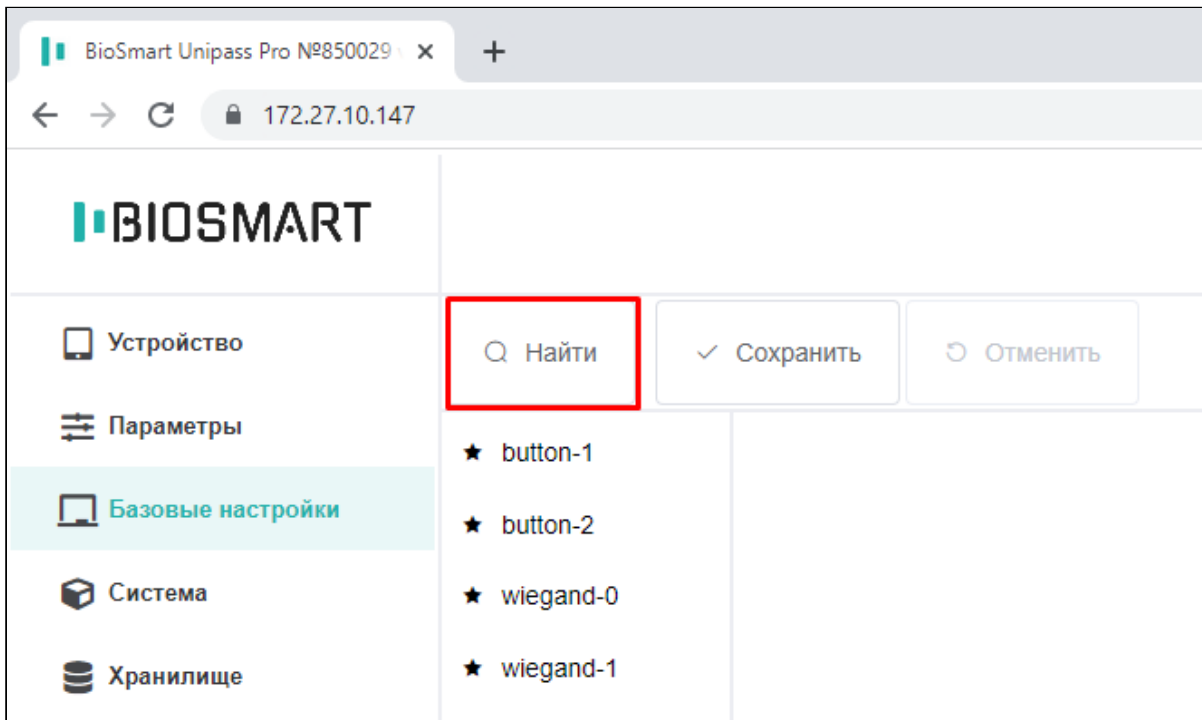 BioSmart Unipass Pro №850029
172.27.10.147
BIOSMART
Найти
Сохранить
Отменить
Устройство
Параметры
Базовые настройки
Система
Хранилище
button-1
button-2
wiegand-0
wiegand-1